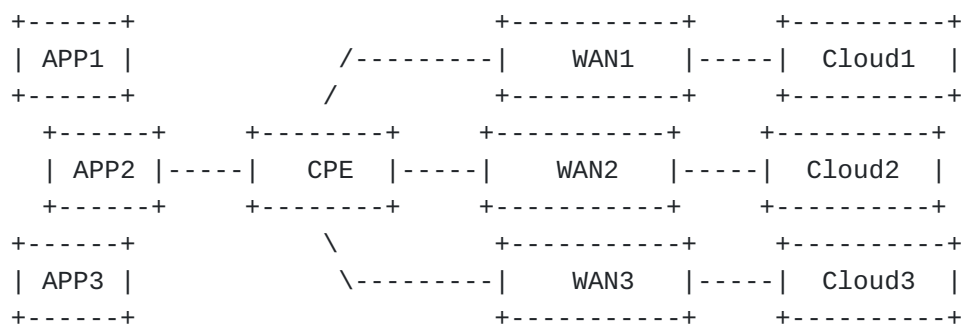 +------+                        +-----------+      +----------+
| APP1 |              /---------|    WAN1   |-----|  Cloud1  |
+------+             /          +-----------+      +----------+
  +------+     +--------+     +-----------+     +----------+
  | APP2 |-----|   CPE  |-----|    WAN2   |-----|  Cloud2  |
  +------+     +--------+     +-----------+     +----------+
+------+             \          +-----------+      +----------+
| APP3 |              \---------|    WAN3   |-----|  Cloud3  |
+------+                        +-----------+      +----------+